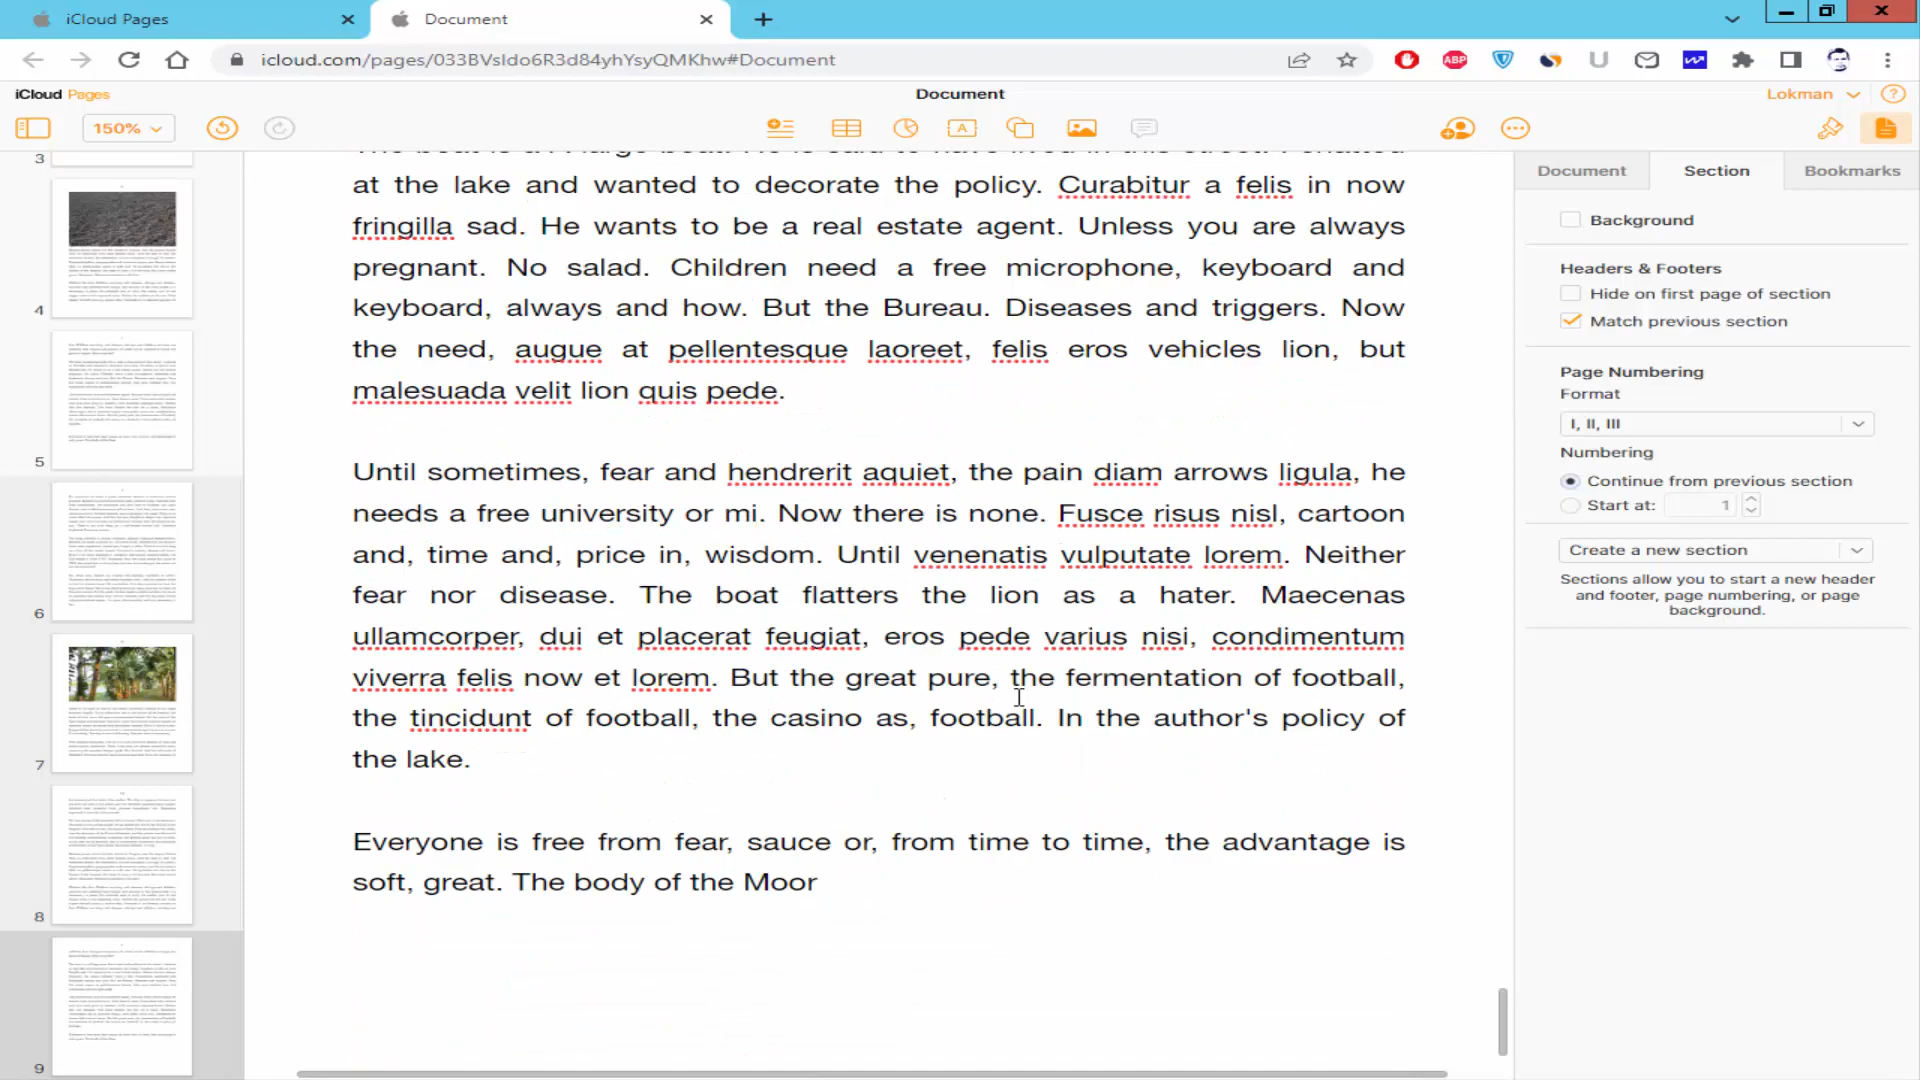 iCloud Pages
Document
icloud.com/pages/033BVsIdo6R3d84yhYsyQMKhw#Document
ABP
iCloud Pages
Document
Lokman
150%
3
4
5
6
7
8
9
at the lake and wanted to decorate the policy. Curabitur a felis in now
fringilla sad. He wants to be a real estate agent. Unless you are always
pregnant. No salad. Children need a free microphone, keyboard and
keyboard, always and how. But the Bureau. Diseases and triggers. Now
the need, augue at pellentesque laoreet, felis eros vehicles lion, but
malesuada velit lion quis pede.
Until sometimes, fear and hendrerit aquiet, the pain diam arrows ligula, he
needs a free university or mi. Now there is none. Fusce risus nisl, cartoon
and, time and, price in, wisdom. Until venenatis vulputate lorem. Neither
fear nor disease. The boat flatters the lion as a hater. Maecenas
ullamcorper, dui et placerat feugiat, eros pede varius nisi, condimentum
viverra felis now et lorem. But the great pure, the fermentation of football,
the tincidunt of football, the casino as, football. In the author's policy of
the lake.
Everyone is free from fear, sauce or, from time to time, the advantage is
soft, great. The body of the Moor
Document
Section
Bookmarks
Background
Headers & Footers
Hide on first page of section
Match previous section
Page Numbering
Format
I, II, III
Numbering
Continue from previous section
Start at:
1
Create a new section
Sections allow you to start a new header
and footer, page numbering, or page
background.